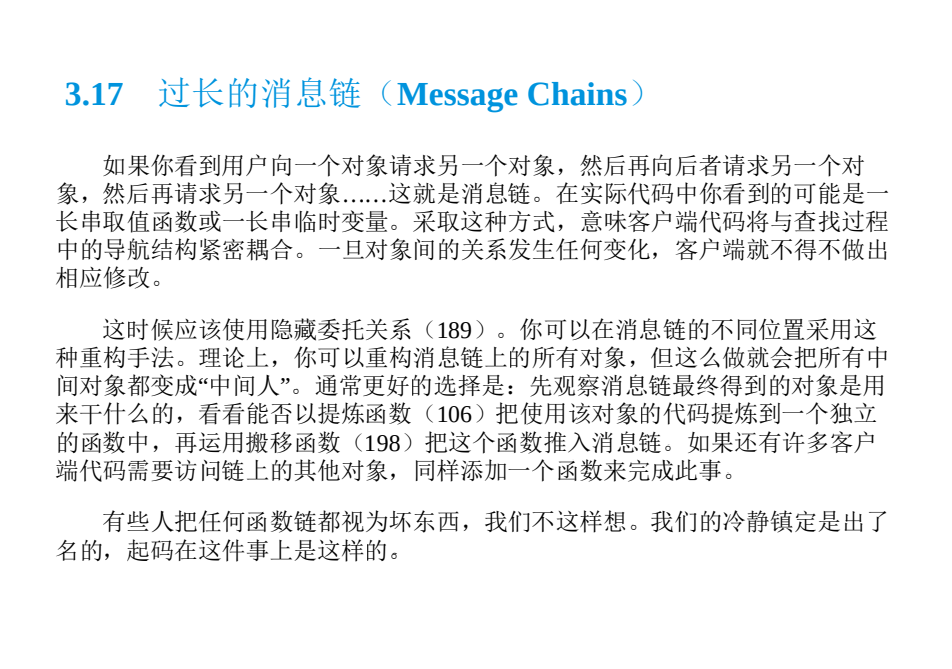 3.17 过长的消息链（Message Chains）
如果你看到用户向一个对象请求另一个对象，然后再向后者请求另一个对
象，然后再请求另一个对象……这就是消息链。在实际代码中你看到的可能是一
长串取值函数或一长串临时变量。采取这种方式，意味客户端代码将与查找过程
中的导航结构紧密耦合。一旦对象间的关系发生任何变化，客户端就不得不做出
相应修改。
这时候应该使用隐藏委托关系（189）。你可以在消息链的不同位置采用这
种重构手法。理论上，你可以重构消息链上的所有对象，但这么做就会把所有中
间对象都变成“中间人”。通常更好的选择是：先观察消息链最终得到的对象是用
来干什么的，看看能否以提炼函数（106）把使用该对象的代码提炼到一个独立
的函数中，再运用搬移函数（198）把这个函数推入消息链。如果还有许多客户
端代码需要访问链上的其他对象，同样添加一个函数来完成此事。
有些人把任何函数链都视为坏东西，我们不这样想。我们的冷静镇定是出了
名的，起码在这件事上是这样的。